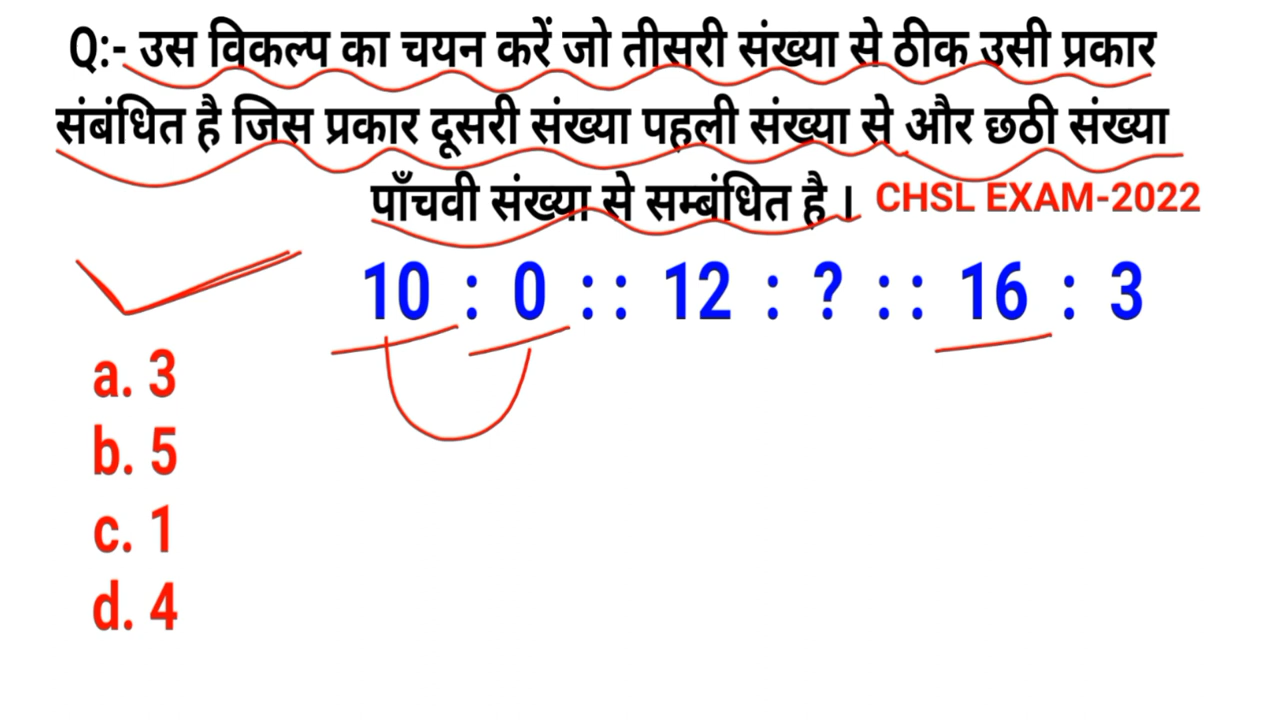 Q:- उस विकल्प का चयन करें जो तीसरी संख्या से ठीक उसी प्रकार
संबंधित है जिस प्रकार दूसरी संख्या पहली संख्या से और छठी संख्या
पाँचवी संख्या से सम्बंधित है । CHSL EXAM-2022
10 : 0 : : 12 : ? : : 16 : 3
a. 3
b. 5
c. 1
d. 4